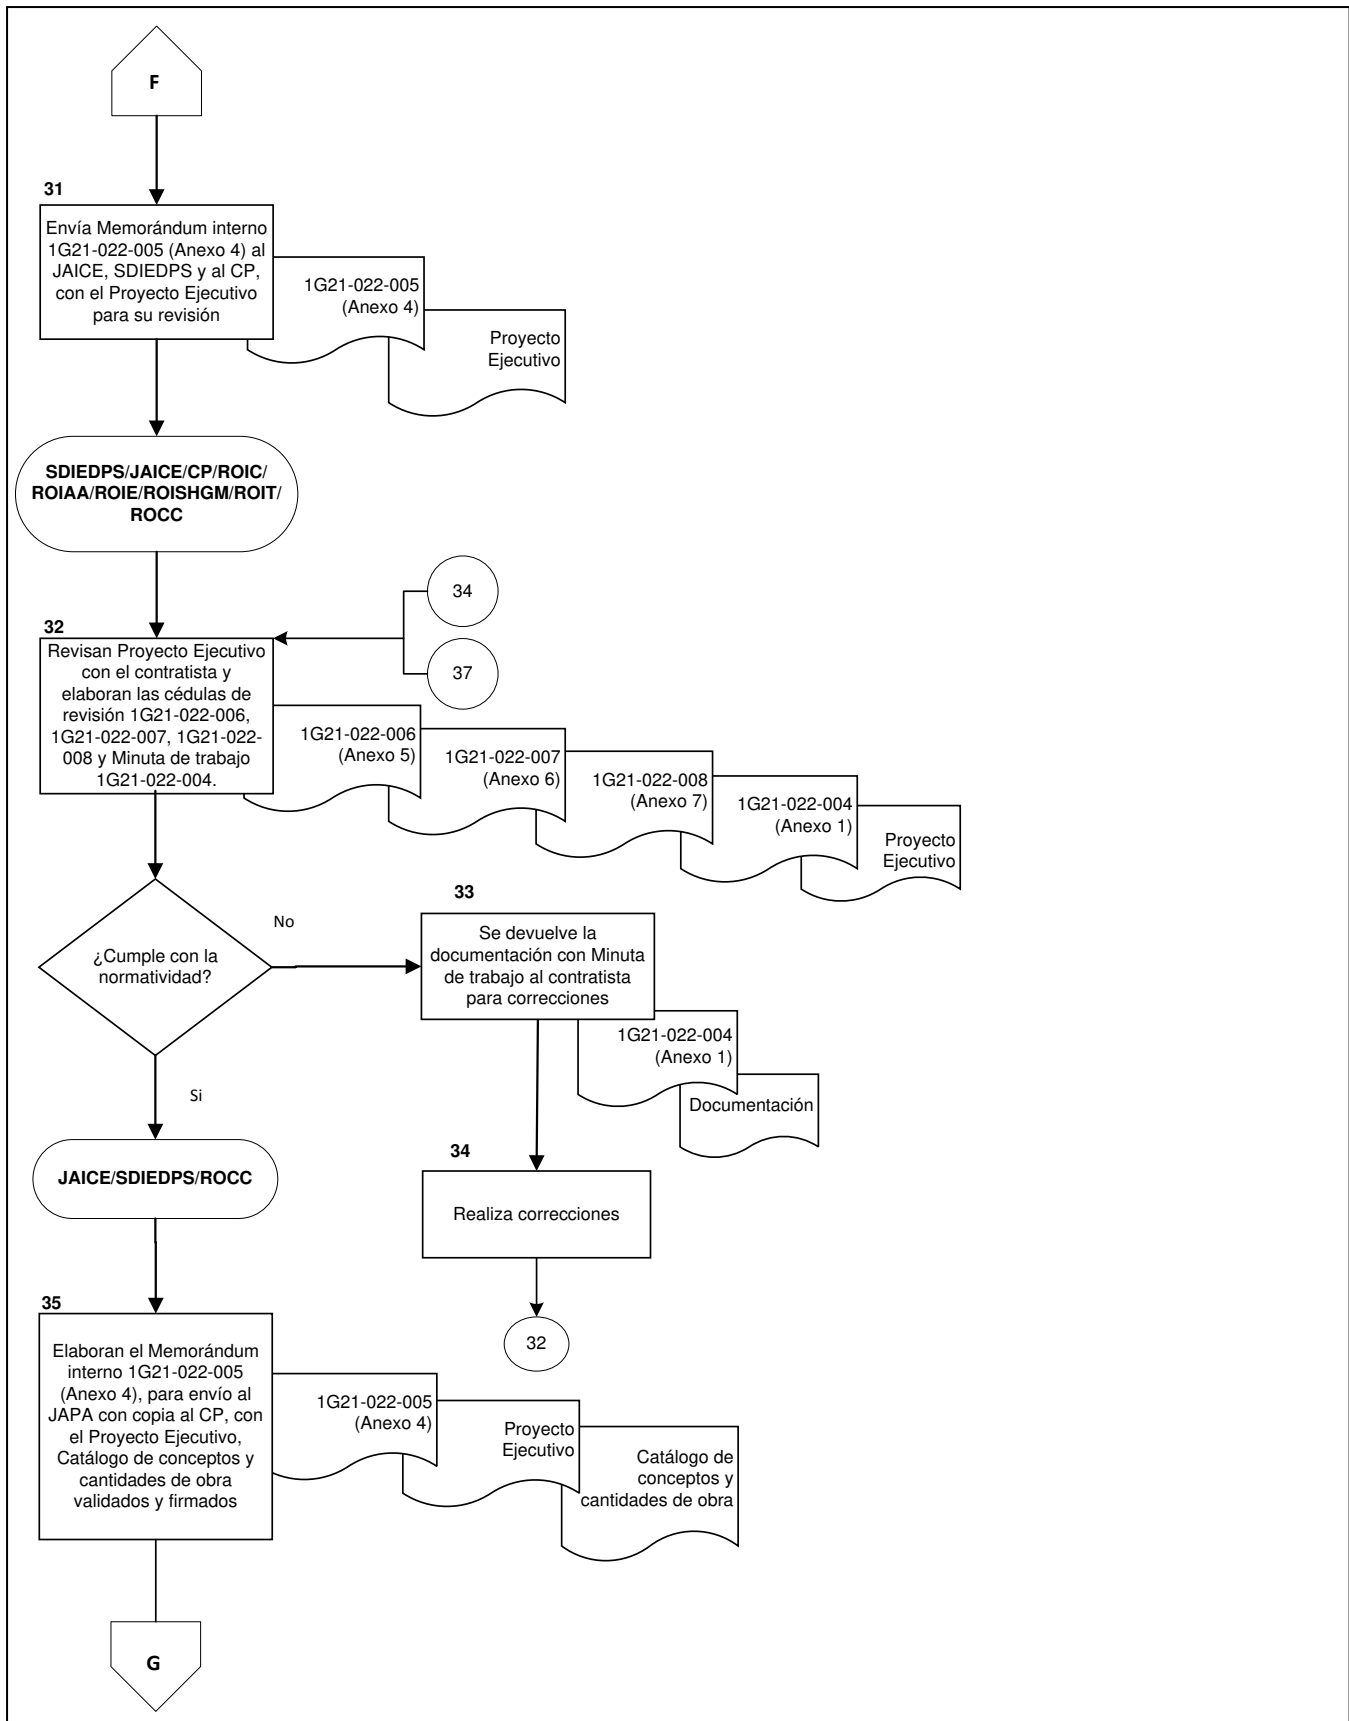 F
31
Envía Memorándum interno
1G21-022-005 (Anexo 4) al
JAICE, SDIEDPS y al CP,
con el Proyecto Ejecutivo
para su revisión
1G21-022-005
(Anexo 4)
Proyecto
Ejecutivo
SDIEDPS/JAICE/CP/ROIC/
ROIAA/ROIE/ROISHGM/ROIT/
ROCC
34
37
32
Revisan Proyecto Ejecutivo
con el contratista y
elaboran las cédulas de
revisión 1G21-022-006,
1G21-022-007, 1G21-022-
008 y Minuta de trabajo
1G21-022-004.
1G21-022-006
(Anexo 5)
1G21-022-007
(Anexo 6)
1G21-022-008
(Anexo 7)
1G21-022-004
(Anexo 1)
Proyecto
Ejecutivo
¿Cumple con la
normatividad?
No
33
Se devuelve la
documentación con Minuta
de trabajo al contratista
para correcciones
1G21-022-004
(Anexo 1)
Documentación
Si
34
Realiza correcciones
32
JAICE/SDIEDPS/ROCC
35
Elaboran el Memorándum
interno 1G21-022-005
(Anexo 4), para envío al
JAPA con copia al CP, con
el Proyecto Ejecutivo,
Catálogo de conceptos y
cantidades de obra
validados y firmados
1G21-022-005
(Anexo 4)
Proyecto
Ejecutivo
Catálogo de
conceptos y
cantidades de obra
G